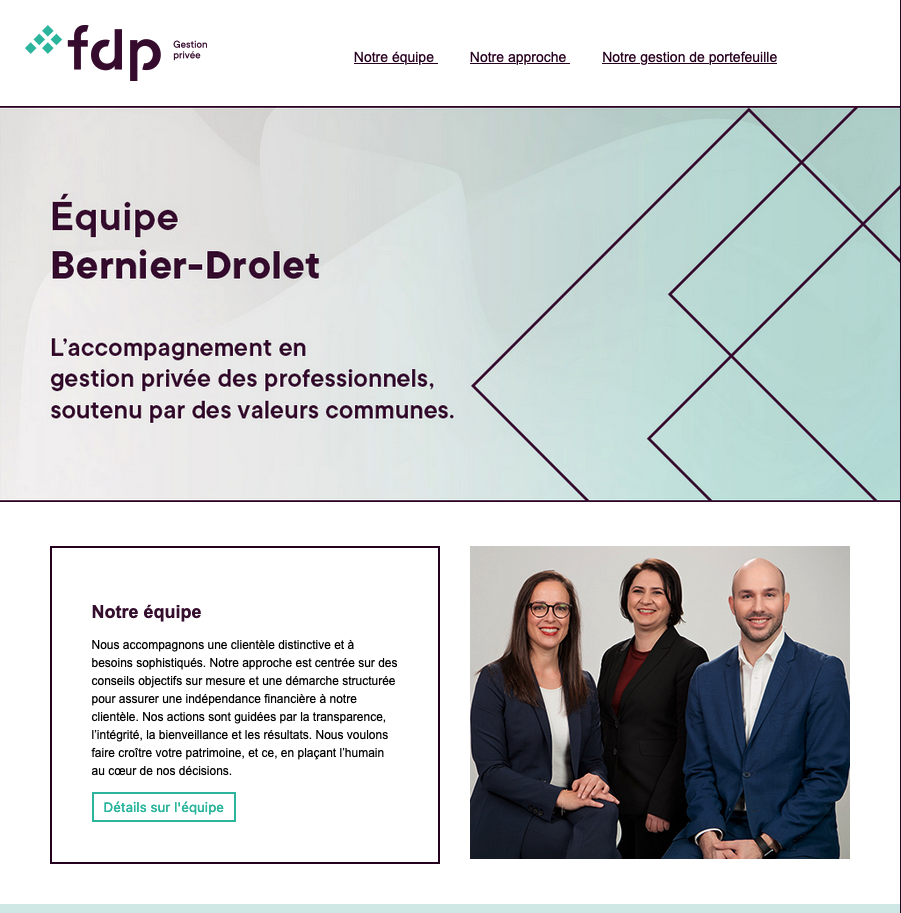 fdp
Gestion
privée
Notre équipe
Notre approche
Notre gestion de portefeuille
Équipe
Bernier-Drolet
L’accompagnement en
gestion privée des professionnels,
soutenu par des valeurs communes.
Notre équipe
Nous accompagnons une clientèle distinctive et à
besoins sophistiqués. Notre approche est centrée sur des
conseils objectifs sur mesure et une démarche structurée
pour assurer une indépendance financière à notre
clientèle. Nos actions sont guidées par la transparence,
l’intégrité, la bienveillance et les résultats. Nous voulons
faire croître votre patrimoine, et ce, en plaçant l’humain
au cœur de nos décisions.
Détails sur l'équipe